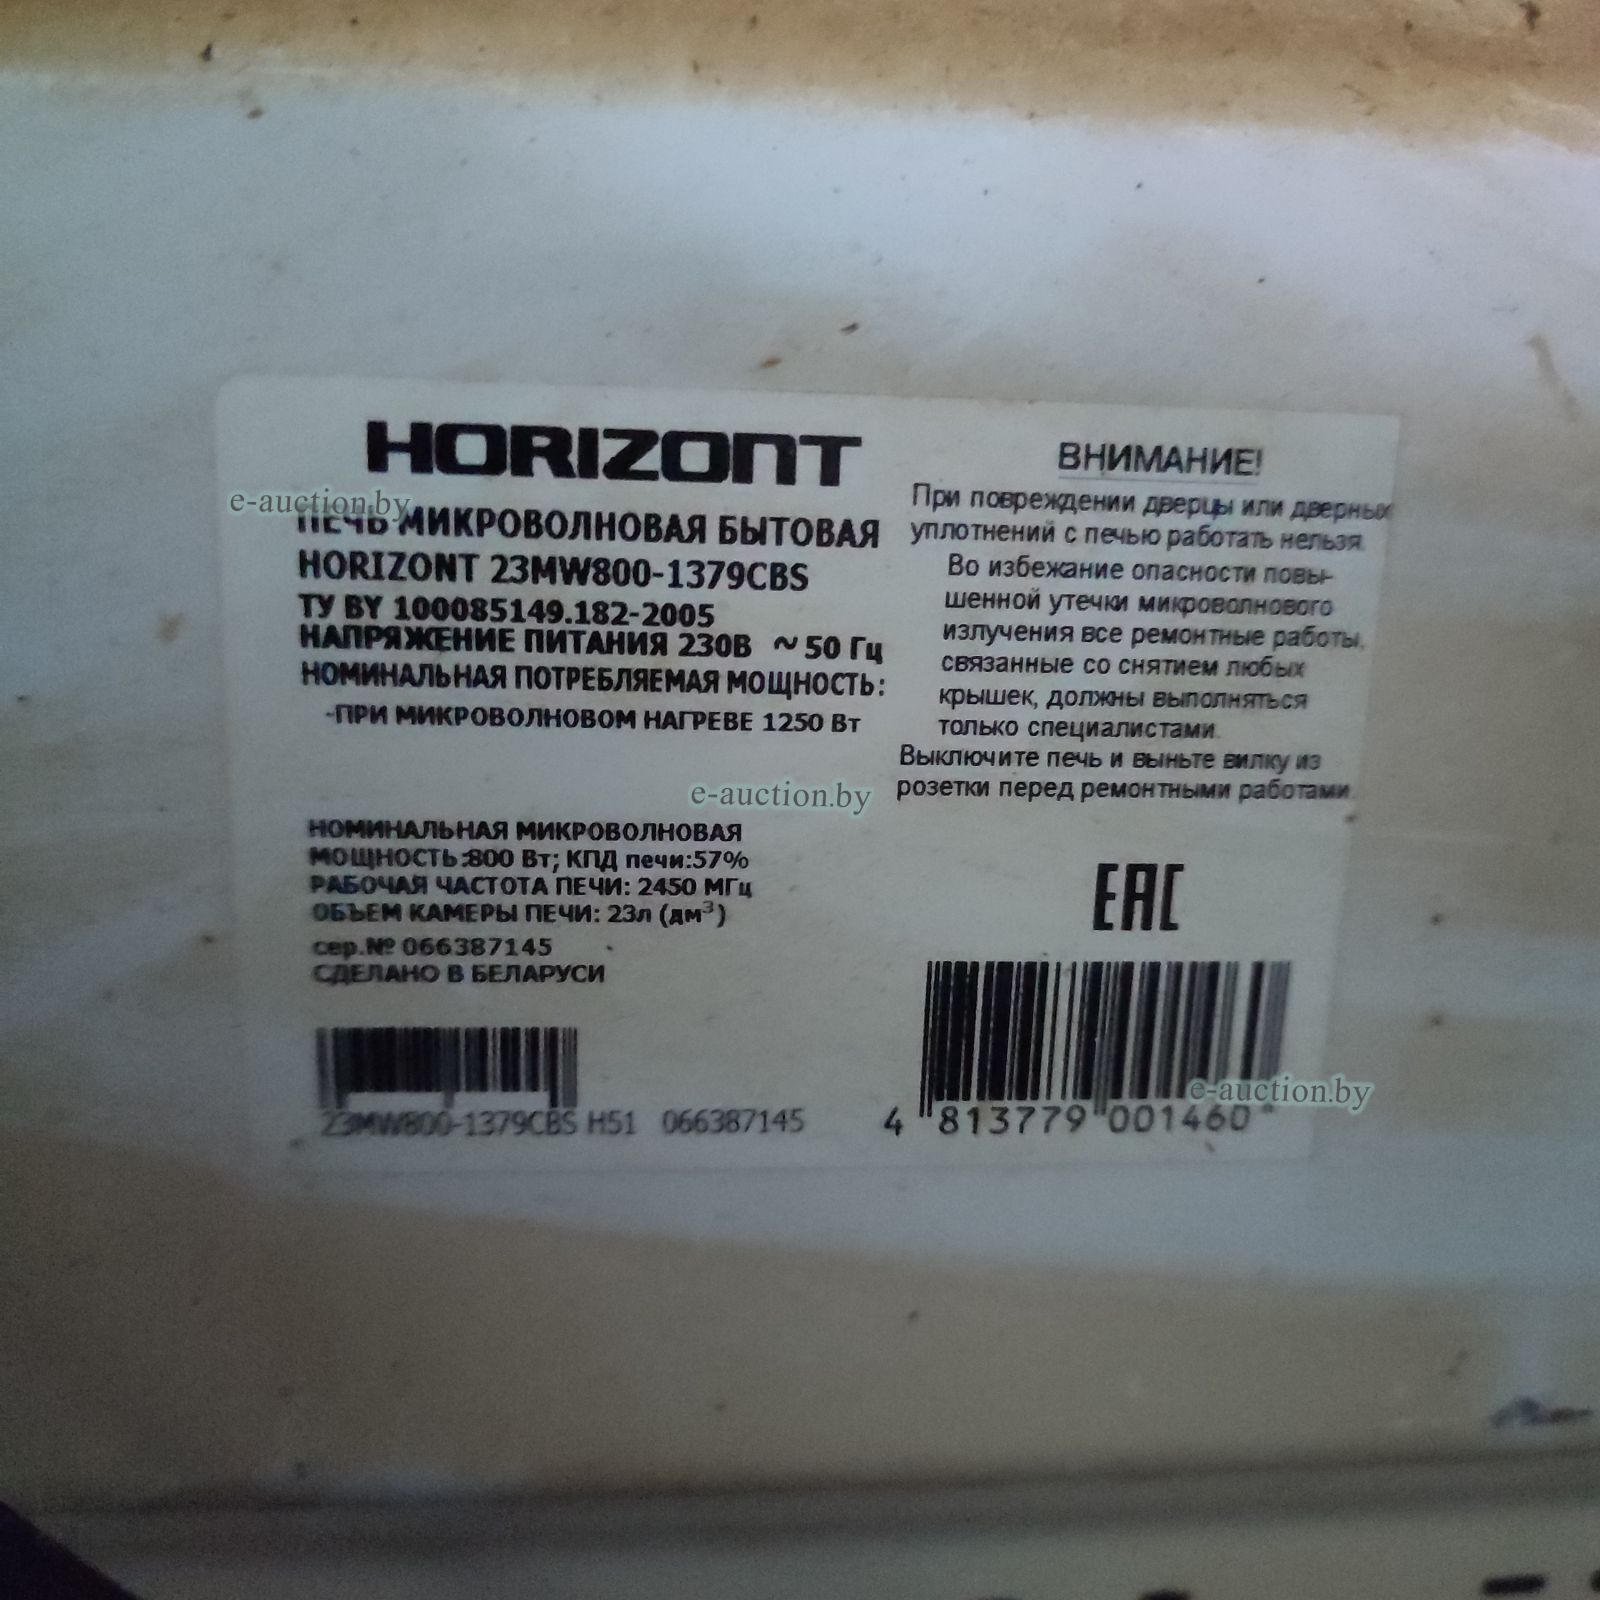 HORIZONT
ПЕЧЬ МИКРОВОЛНОВАЯ БЫТОВАЯ
HORIZONT 23MW800-1379CBS
ТУ BY 100085149.182-2005
НАПРЯЖЕНИЕ ПИТАНИЯ 230В ~ 50 Гц
НОМИНАЛЬНАЯ ПОТРЕБЛЯЕМАЯ МОЩНОСТЬ:
-ПРИ МИКРОВОЛНОВОМ НАГРЕВЕ 1250 Вт
НОМИНАЛЬНАЯ МИКРОВОЛНОВАЯ
МОЩНОСТЬ:800 Вт; КПД печи:57%
РАБОЧАЯ ЧАСТОТА ПЕЧИ: 2450 МГц
ОБЪЕМ КАМЕРЫ ПЕЧИ: 23л (дм³)
сер.№ 066387145
СДЕЛАНО В БЕЛАРУСИ
23MW800-1379CBS H51 066387145
ВНИМАНИЕ!
При повреждении дверцы или дверных
уплотнений с печью работать нельзя.
Во избежание опасности повы-
шенной утечки микроволнового
излучения все ремонтные работы,
связанные со снятием любых
крышек, должны выполняться
только специалистами.
Выключите печь и выньте вилку из
розетки перед ремонтными работами.
EAC
4 813779 001460
e-auction.by
e-auction.by
e-auction.by